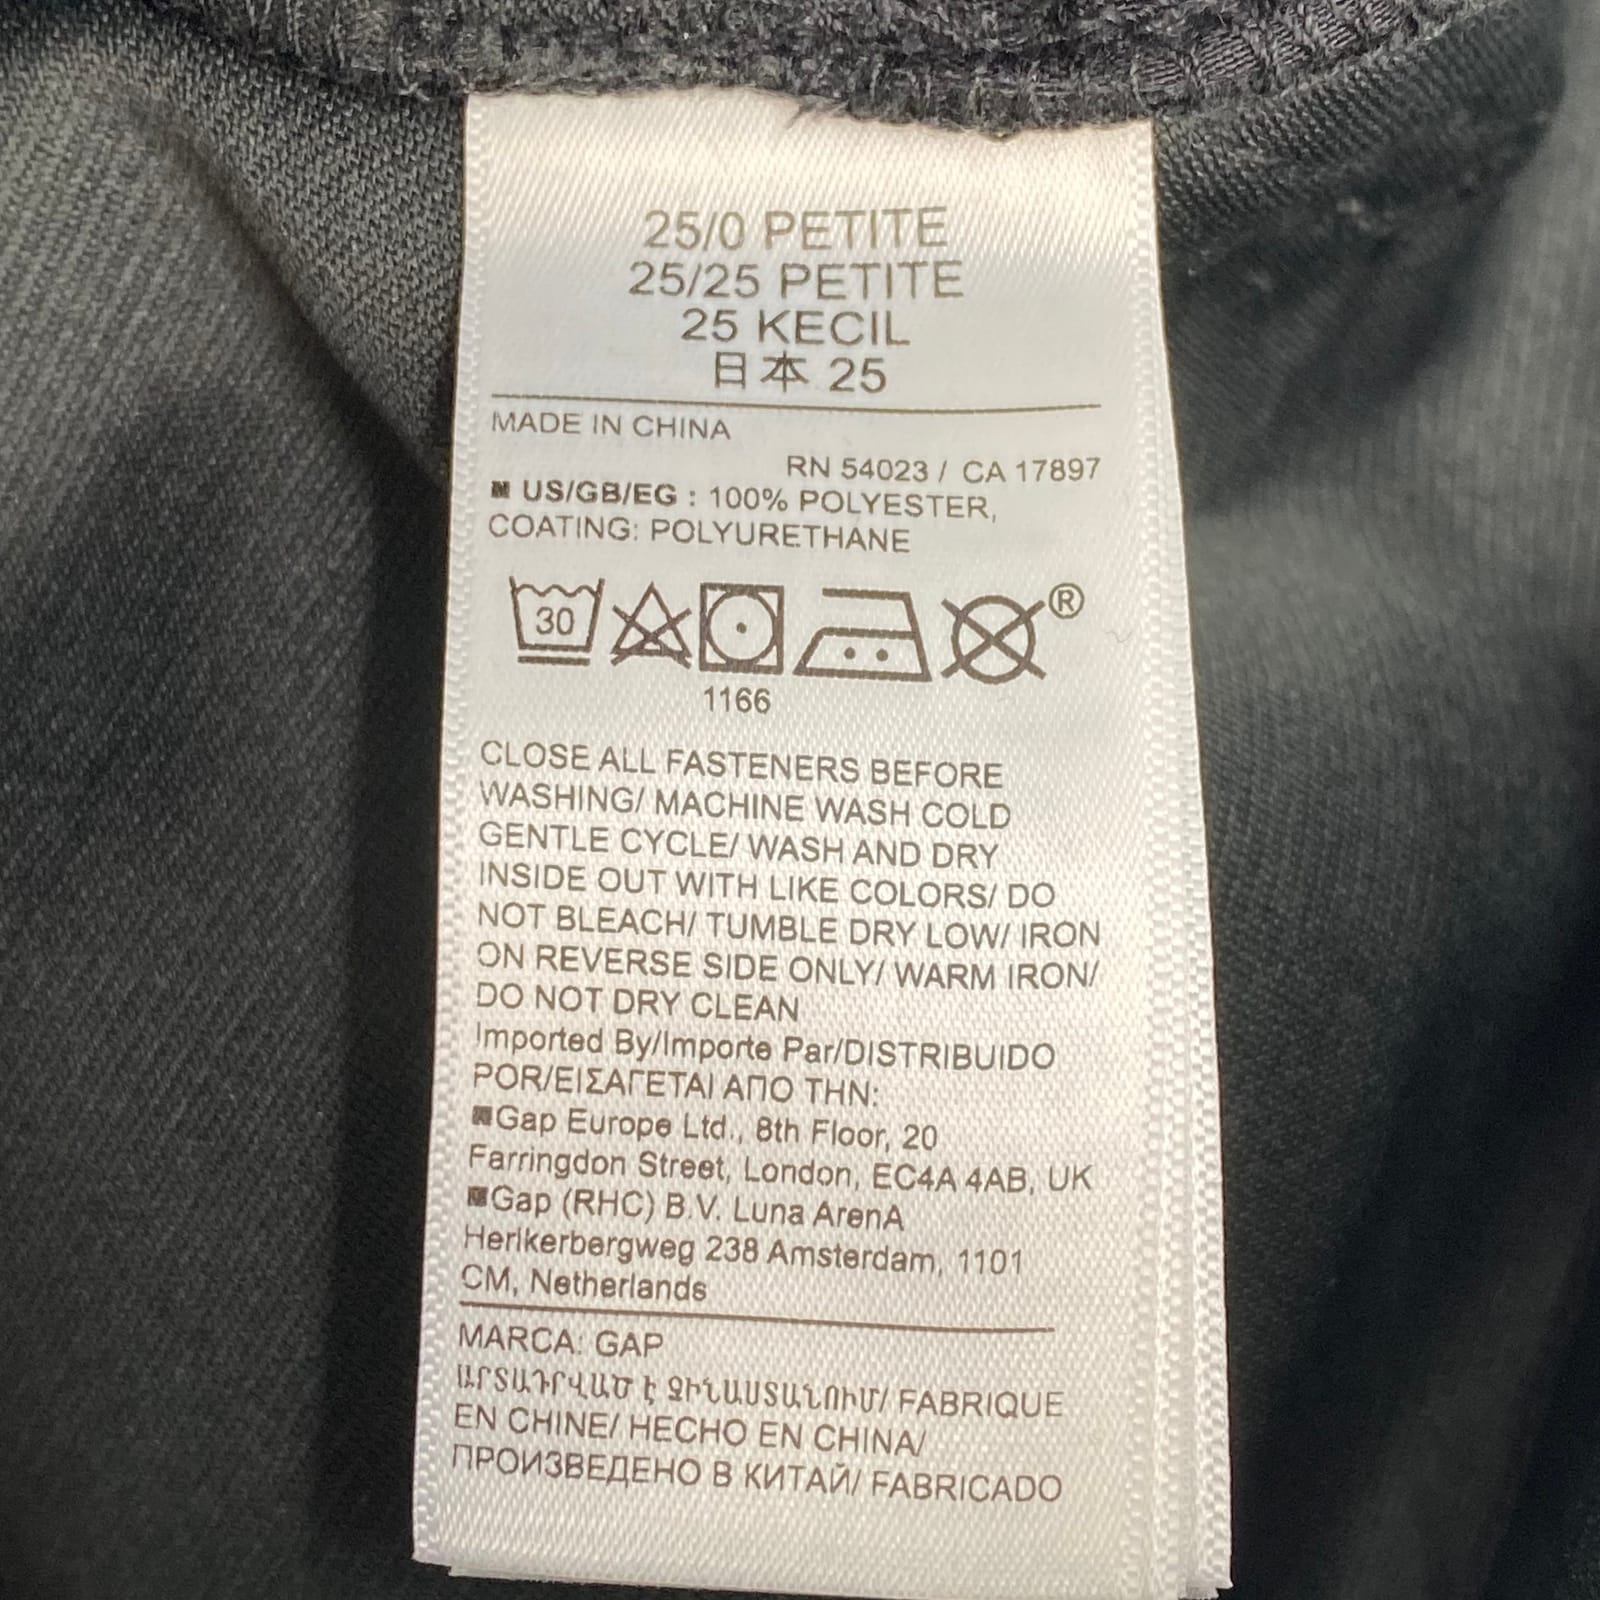 25/0 PETITE
25/25 PETITE
25 KECIL
日本 25
MADE IN CHINA
RN 54023 / CA 17897
US/GB/EG : 100% POLYESTER,
COATING: POLYURETHANE
30
®
1166
CLOSE ALL FASTENERS BEFORE
WASHING/ MACHINE WASH COLD
GENTLE CYCLE/ WASH AND DRY
INSIDE OUT WITH LIKE COLORS/ DO
NOT BLEACH/ TUMBLE DRY LOW/ IRON
ON REVERSE SIDE ONLY/ WARM IRON/
DO NOT DRY CLEAN
Imported By/Importe Par/DISTRIBUIDO
POR/ΕΙΣΑΓΕΤΑΙ ΑΠΟ ΤΗΝ:
Gap Europe Ltd., 8th Floor, 20
Farringdon Street, London, EC4A 4AB, UK
Gap (RHC) B.V. Luna ArenA
Herikerbergweg 238 Amsterdam, 1101
CM, Netherlands
MARCA: GAP
ԱՐՏԱԴՐՎԱԾ Է ՉԻՆԱՍՏԱՆՈՒՄ/ FABRIQUE
EN CHINE/ HECHO EN CHINA/
ПРОИЗВЕДЕНО В КИТАЙ/ FABRICADO